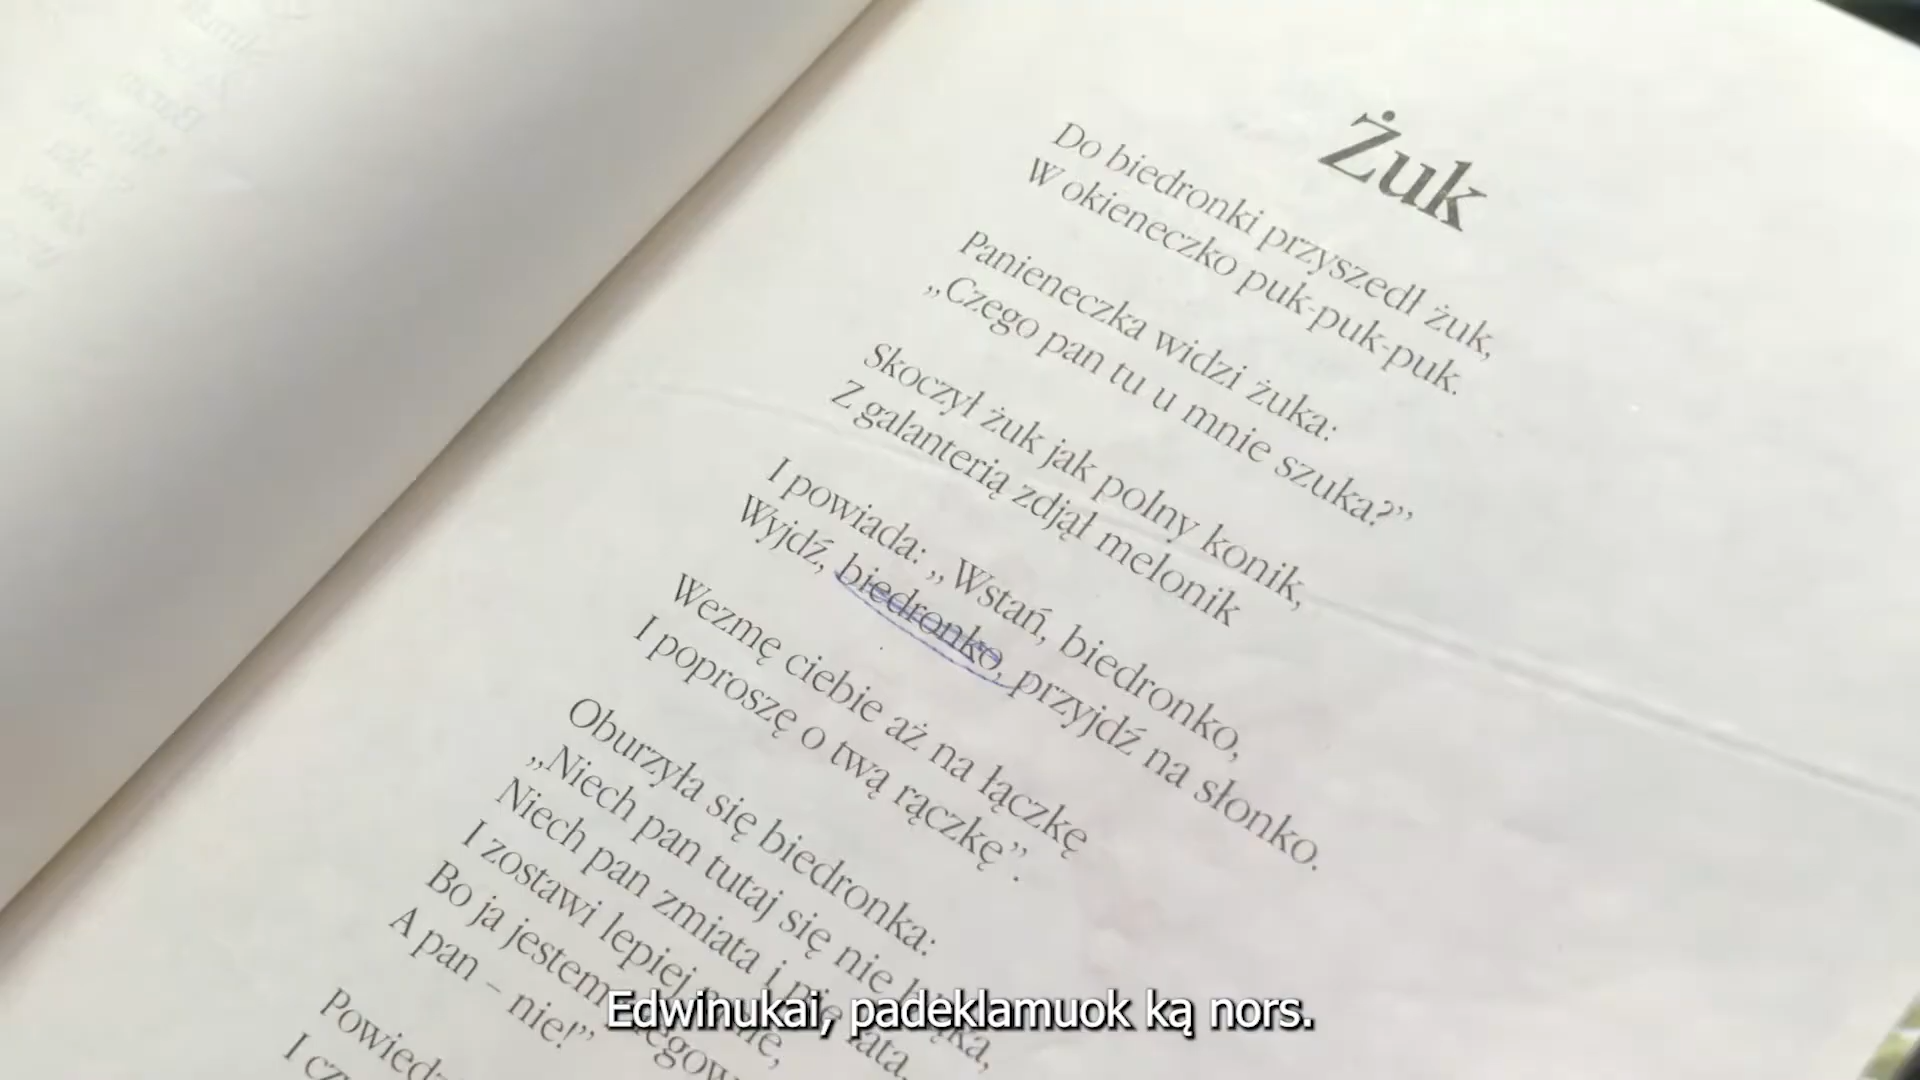 Żuk
Do biedronki przyszedł żuk,
W okieneczko puk-puk-puk.
Panieneczka widzi żuka:
„Czego pan tu u mnie szuka?”
Skoczył żuk jak polny konik,
Z galanterią zdjął melonik
I powiada: „Wstań, biedronko,
Wyjdź, biedronko, przyjdź na słonko.
Wezmę ciebie aż na łączkę
I poproszę o twą rączkę”.
Oburzyła się biedronka:
„Niech pan tutaj się nie
Niech pan zmiata i nie lata,
I zostawi lepiej mnie,
Bo ja jestem
A pan – nie!”
Edwinukai, padeklamuok ką nors.